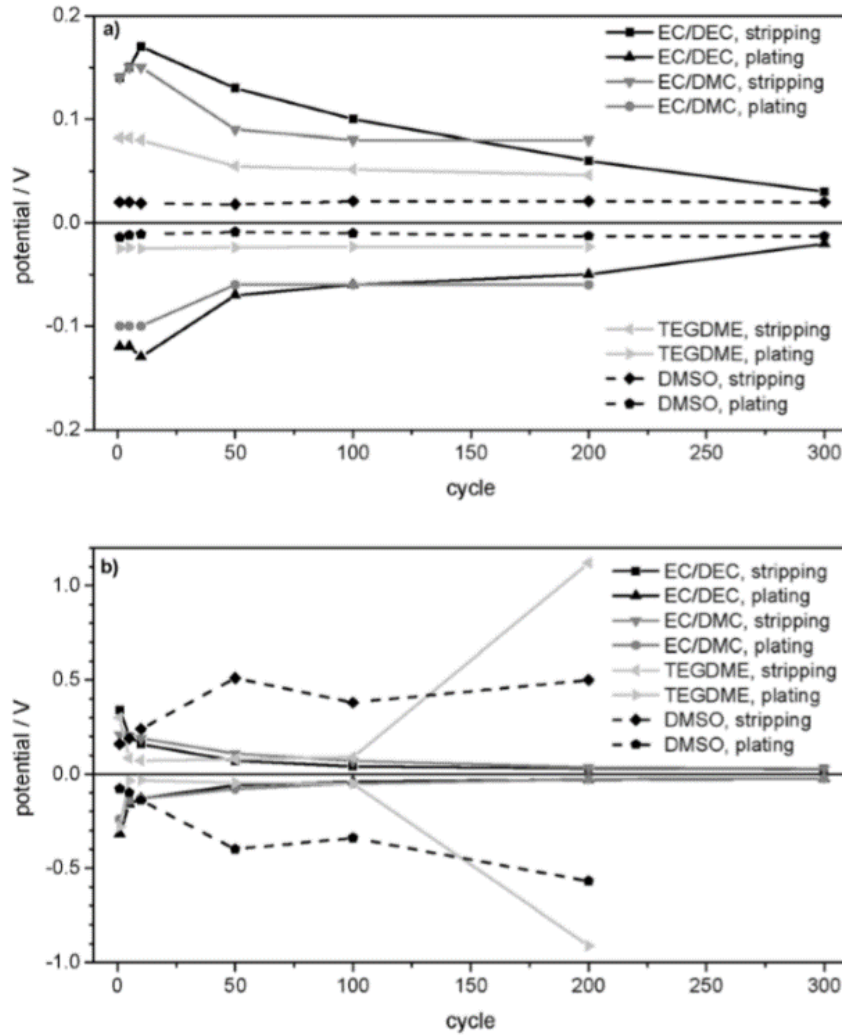 a)
0.2
0.1
0.0
-0.1
-0.2
potential / V
EC/DEC, stripping
EC/DEC, plating
EC/DMC, stripping
EC/DMC, plating
TEGDME, stripping
TEGDME, plating
DMSO, stripping
DMSO, plating
0 50 100 150 200 250 300
cycle
b)
1.0
0.5
0.0
-0.5
-1.0
potential / V
EC/DEC, stripping
EC/DEC, plating
EC/DMC, stripping
EC/DMC, plating
TEGDME, stripping
TEGDME, plating
DMSO, stripping
DMSO, plating
0 50 100 150 200 250 300
cycle